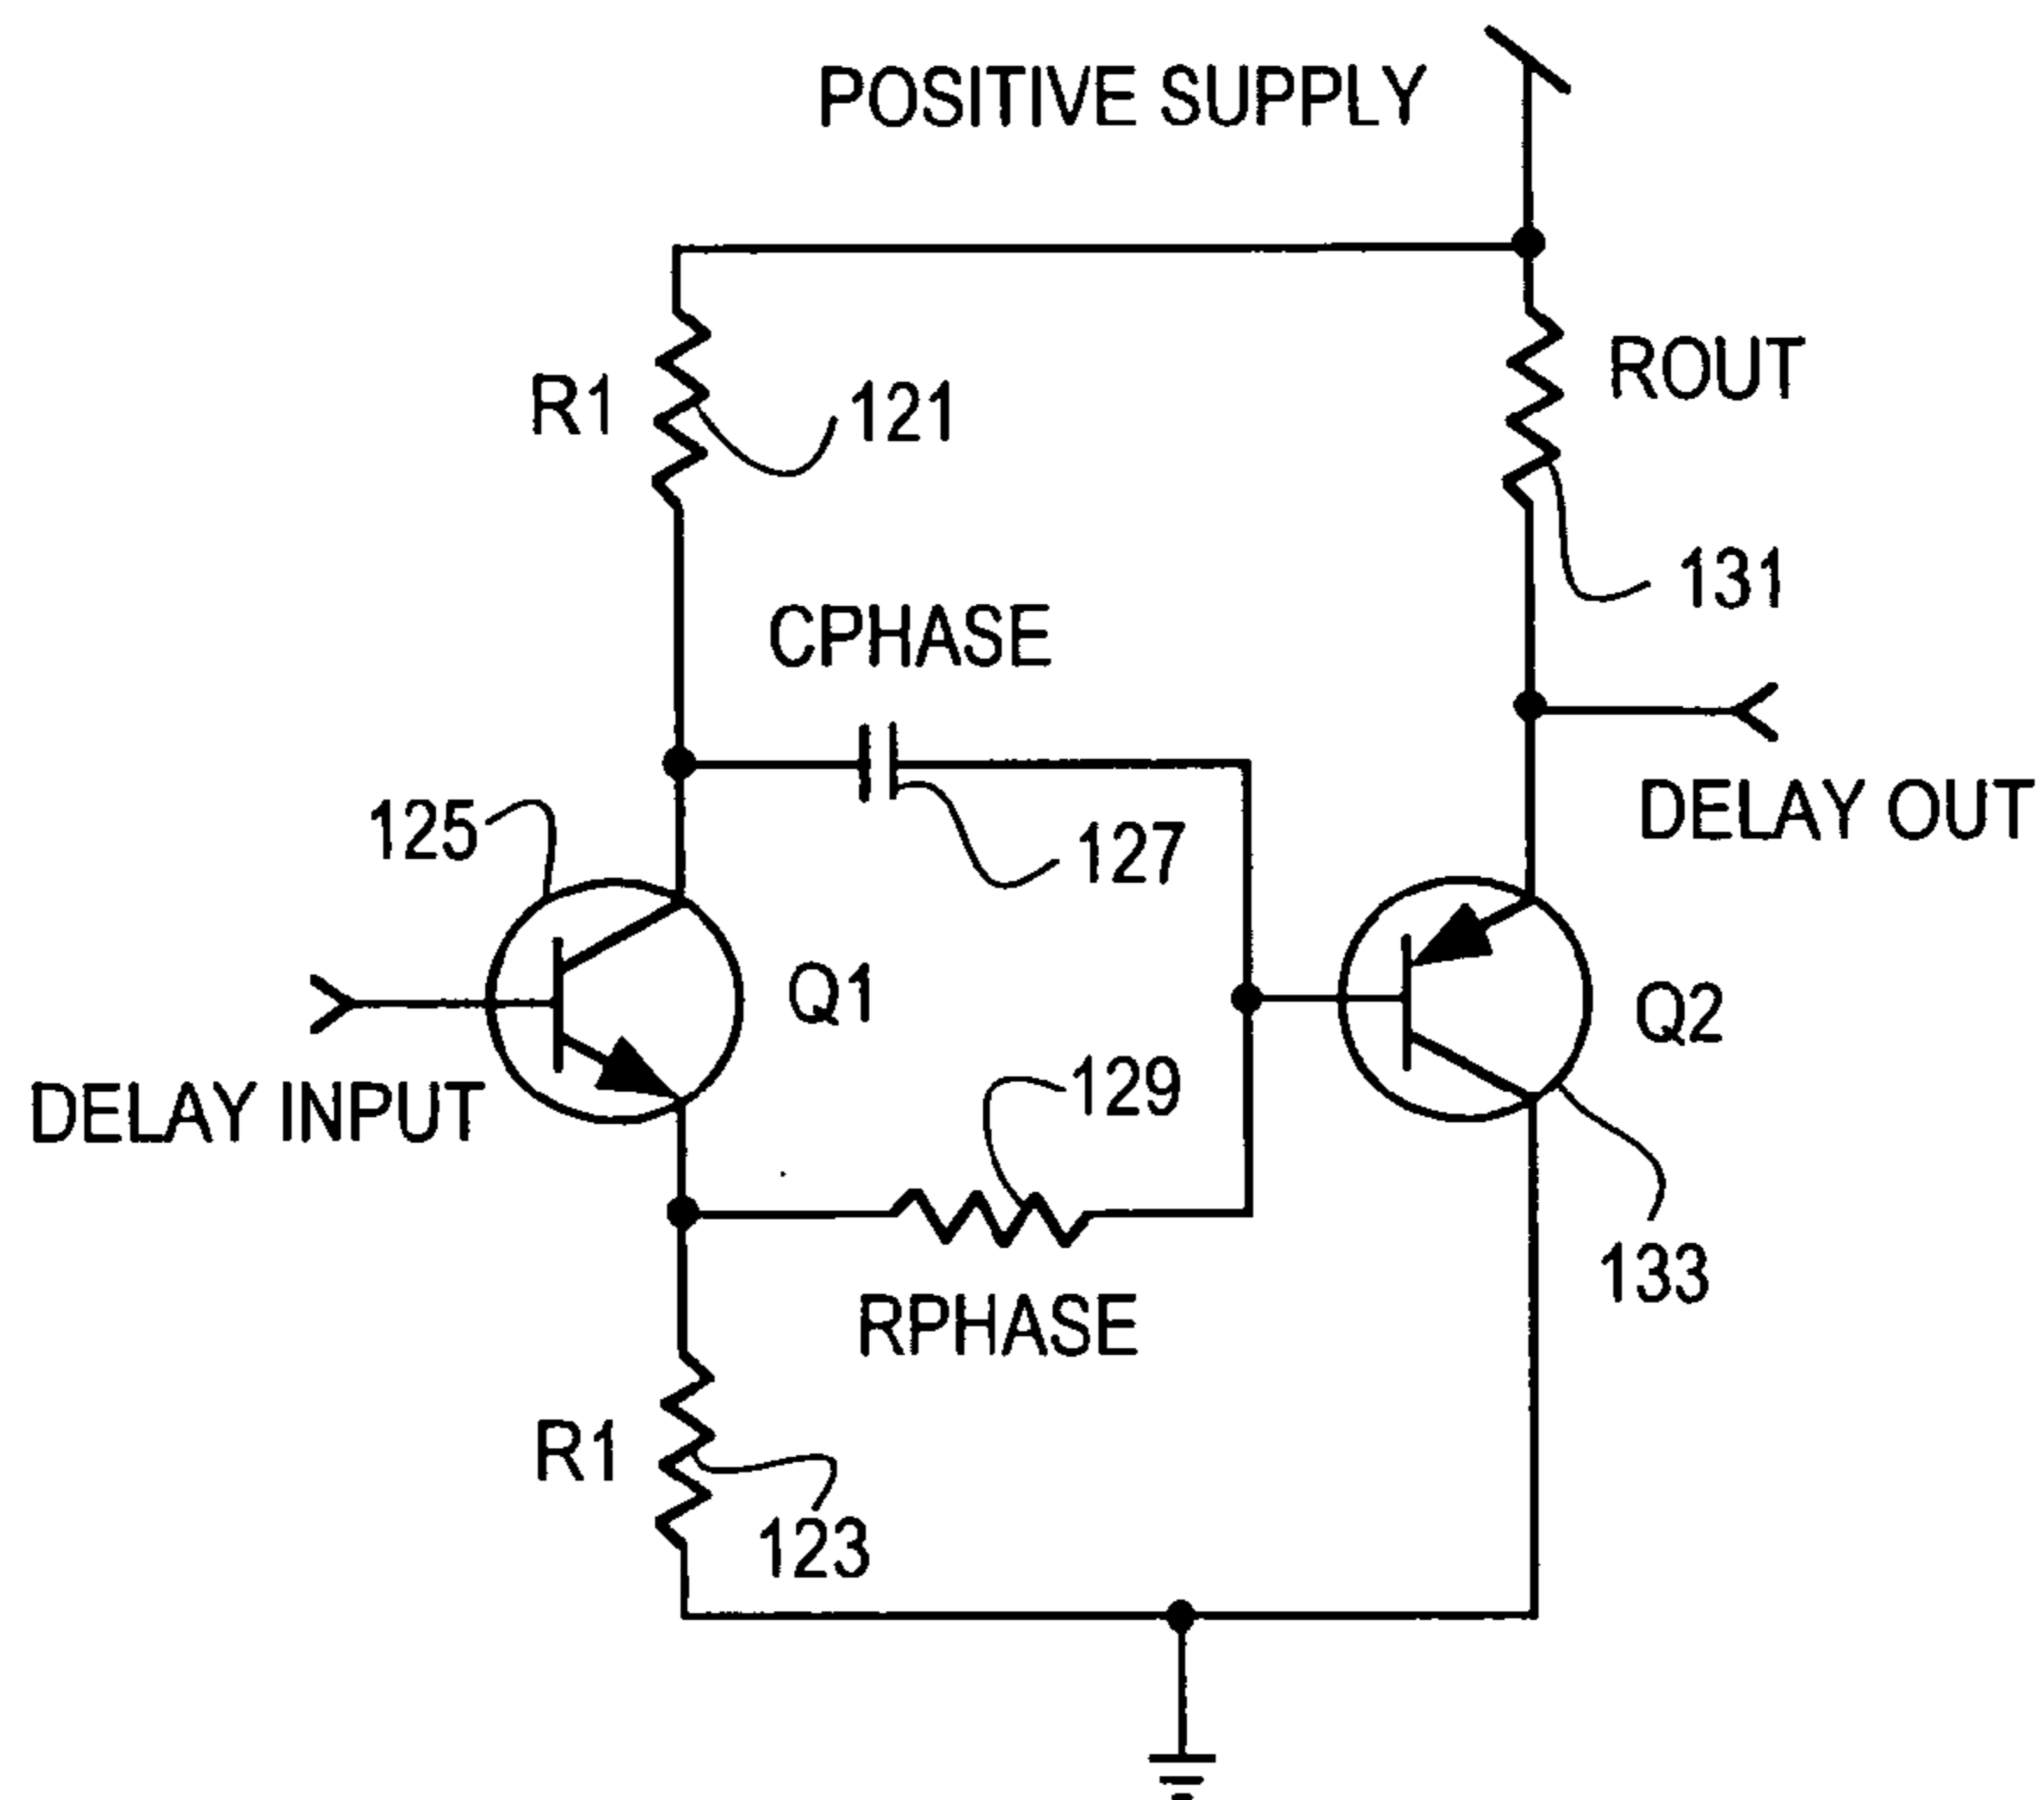 POSITIVE SUPPLY
R1
121
ROUT
131
CPHASE
127
125
DELAY OUT
Q1
Q2
DELAY INPUT
129
133
RPHASE
R1
123